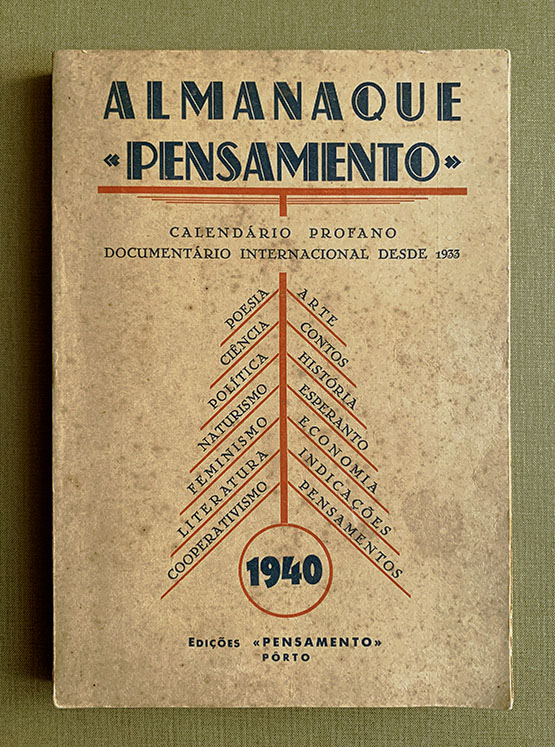 ALMANAQUE
«PENSAMENTO»
CALENDÁRIO PROFANO
DOCUMENTÁRIO INTERNACIONAL DESDE 1933
POESIA
CIÊNCIA
POLÍTICA
NATURISMO
FEMINISMO
LITERATURA
COOPERATIVISMO
ARTE
CONTOS
HISTÓRIA
ESPERANTO
ECONOMIA
INDICAÇÕES
PENSAMENTOS
1940
EDIÇÕES «PENSAMENTO»
PÔRTO